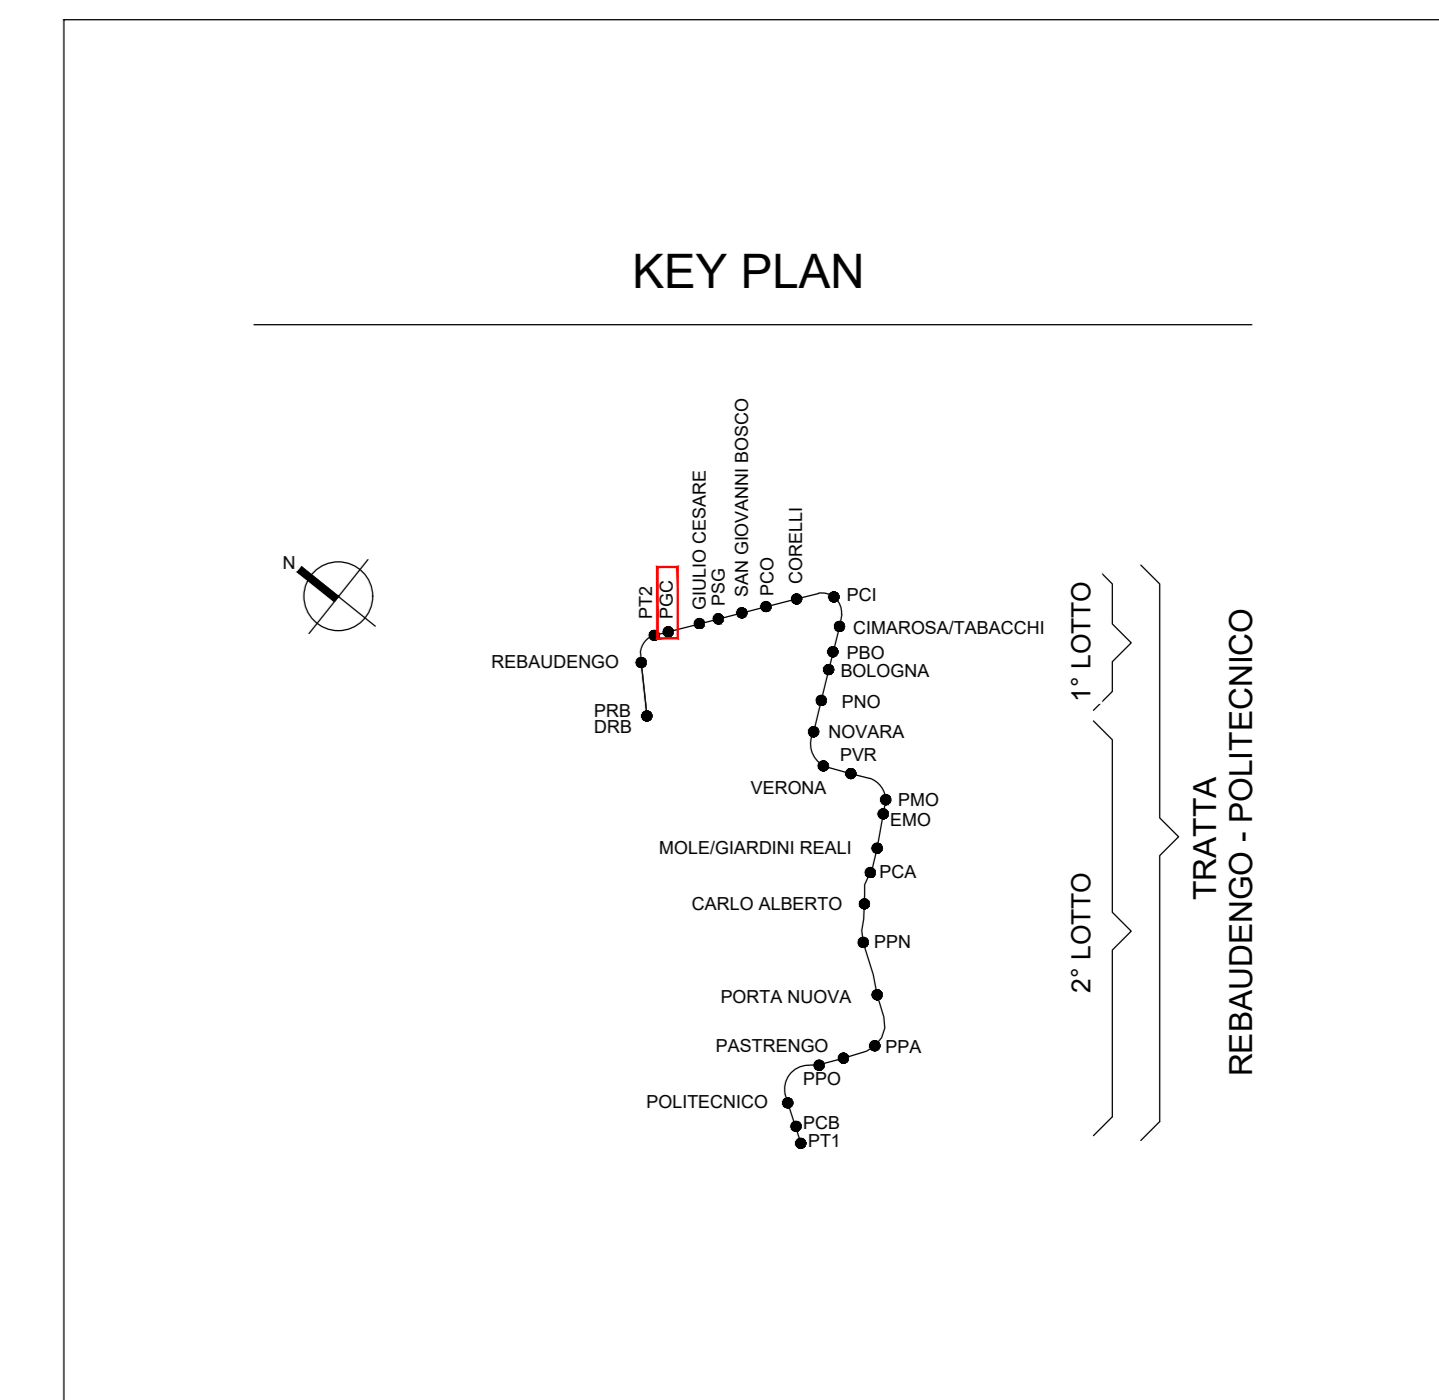 KEY PLAN
N
PT2
PGC
GIULIO CESARE
PSG
SAN GIOVANNI BOSCO
PCO
CORELLI
PCI
CIMAROSA/TABACCHI
PBO
BOLOGNA
REBAUDENGO
PRB
DRB
PNO
NOVARA
PVR
VERONA
PMO
EMO
MOLE/GIARDINI REALI
PCA
CARLO ALBERTO
PPN
PORTA NUOVA
PASTRENGO
PPA
PPO
POLITECNICO
PCB
PT1
1° LOTTO
2° LOTTO
TRATTA
REBAUDENGO - POLITECNICO